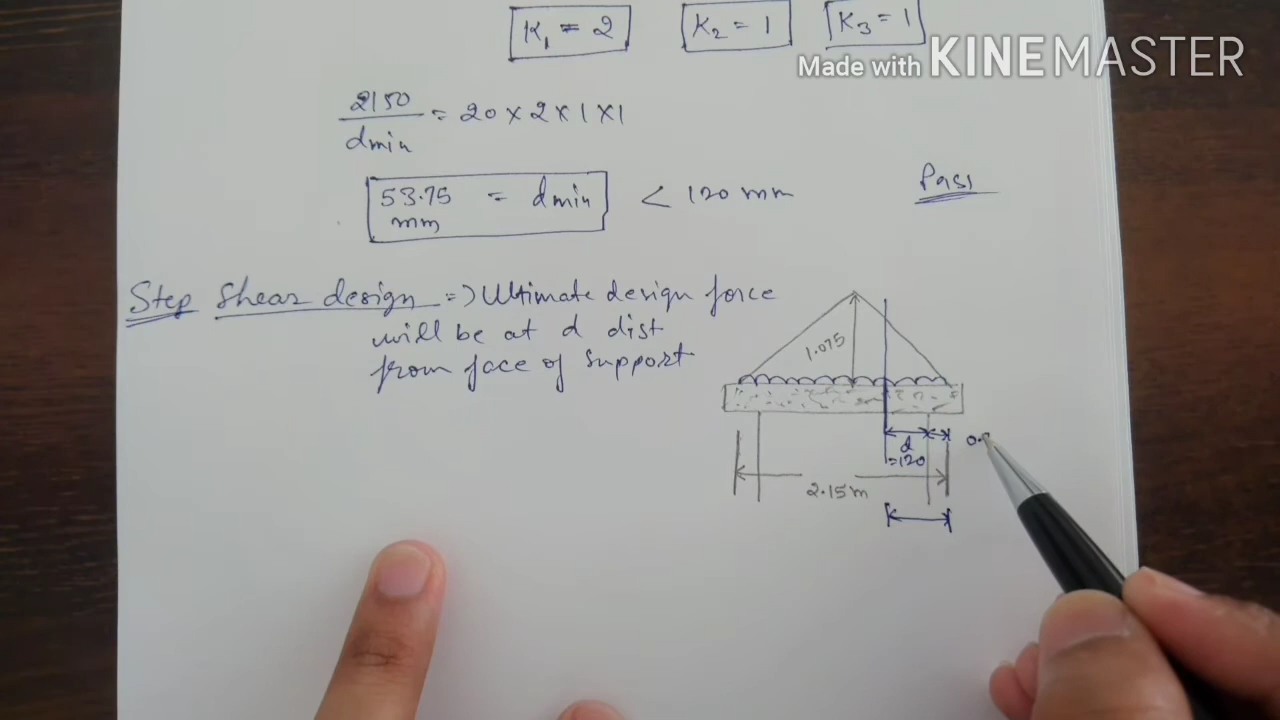 K₁ = 2 K₂ = 1 K₃ = 1
Made with KINEMASTER
2150 / dmin = 20 × 2 × 1 × 1
53.75 mm = dmin < 120 mm Pass
Step Shear design => Ultimate design force
will be at d dist
from face of support
1.075
d
=120
0.
2.15m